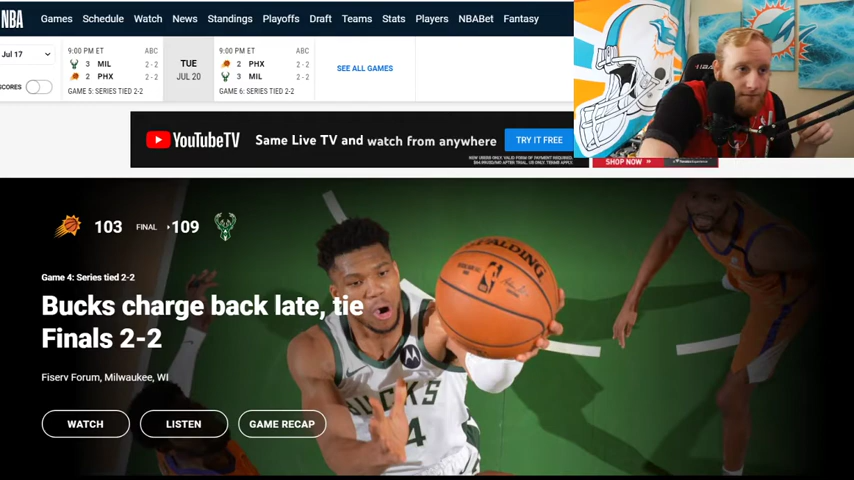 NBA Games Schedule Watch News Standings Playoffs Draft Teams Stats Players NBABet Fantasy
Jul 17
SCORES
9:00 PM ET ABC
3 MIL 2-2
2 PHX 2-2
GAME 5: SERIES TIED 2-2
TUE
JUL 20
9:00 PM ET ABC
2 PHX 2-2
3 MIL 2-2
GAME 6: SERIES TIED 2-2
SEE ALL GAMES
YouTubeTV Same Live TV and watch from anywhere TRY IT FREE
SHOP NOW
103 FINAL 109
Game 4: Series tied 2-2
Bucks charge back late, tie
Finals 2-2
Fiserv Forum, Milwaukee, WI
WATCH LISTEN GAME RECAP
SPALDING
BUCKS